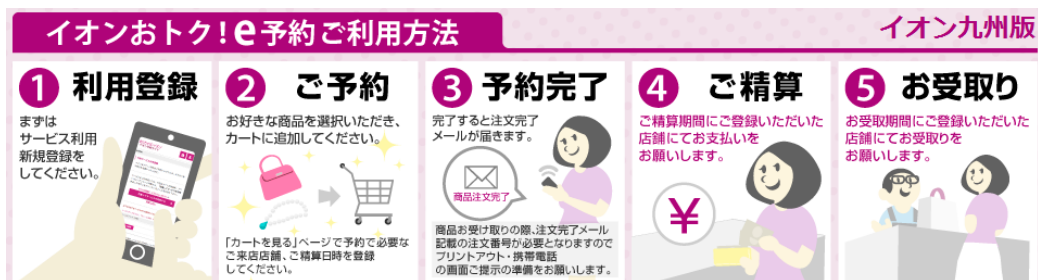 イオンおトク!e予約ご利用方法
イオン九州版
1 利用登録
まずは
サービス利用
新規登録を
してください。
2 ご予約
お好きな商品を選択いただき、
カートに追加してください。
「カートを見る」ページで予約で必要な
ご来店店舗、ご精算日時を登録
してください。
3 予約完了
完了すると注文完了
メールが届きます。
商品注文完了
商品お受け取りの際、注文完了メール
記載の注文番号が必要となりますので
プリントアウト・携帯電話
の画面ご提示の準備をお願いします。
4 ご精算
ご精算期間にご登録いただいた
店舗にてお支払いを
お願いします。
¥
5 お受取り
お受取期間にご登録いただいた
店舗にてお受取りを
お願いします。